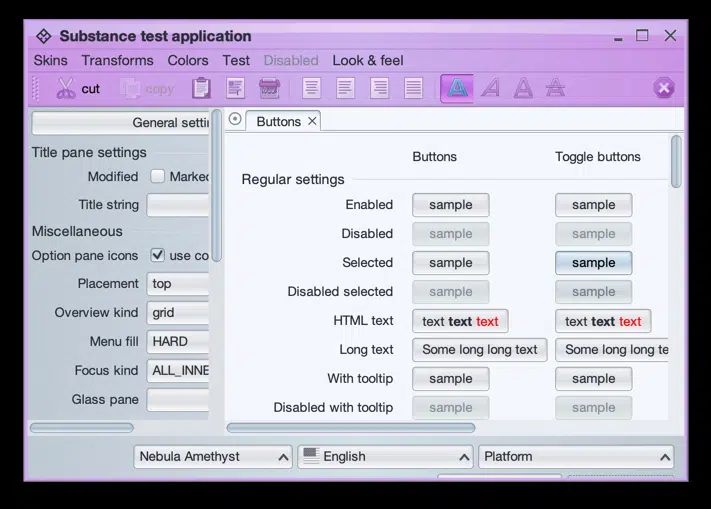 Substance test application
Skins Transforms Colors Test Disabled Look & feel
cut copy
General settin
Buttons
Title pane settings
Modified Marked
Title string
Miscellaneous
Option pane icons use co
Placement top
Overview kind grid
Menu fill HARD
Focus kind ALL_INNE
Glass pane
Buttons Toggle buttons
Regular settings
Enabled sample sample
Disabled sample sample
Selected sample sample
Disabled selected sample sample
HTML text text text text text text text
Long text Some long long text Some long long te
With tooltip sample sample
Disabled with tooltip sample sample
Nebula Amethyst English Platform